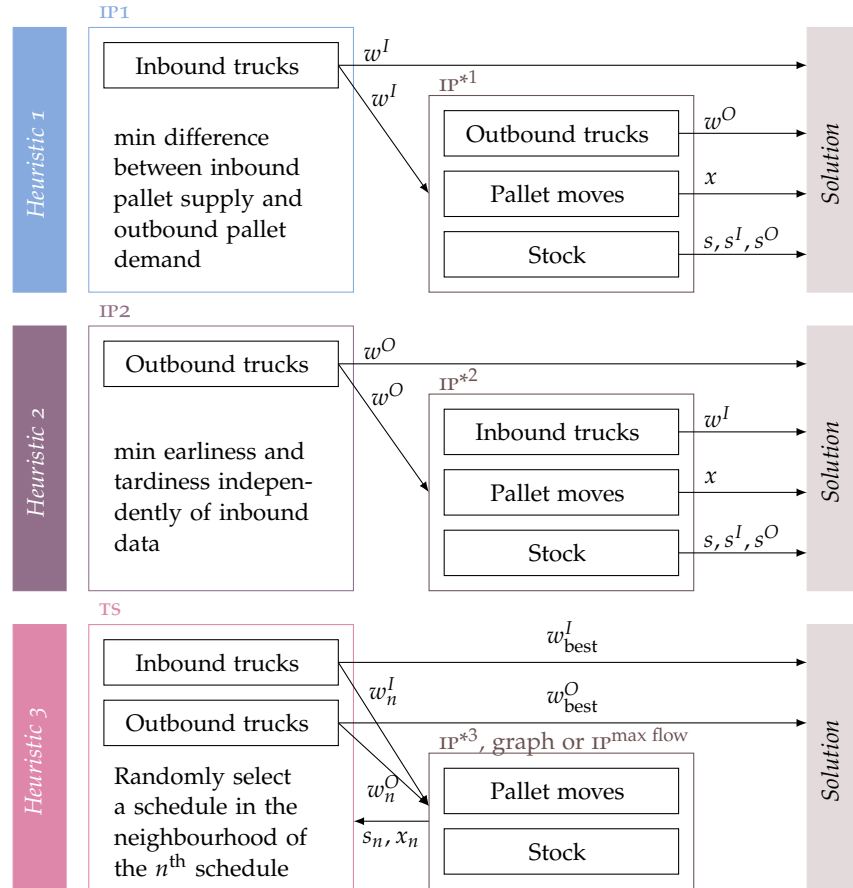 IP1
Heuristic 1
Inbound trucks
min difference
between inbound
pallet supply and
outbound pallet
demand
w^I
w^I
IP*1
Outbound trucks
w^O
Pallet moves
x
Stock
s, s^I, s^O
Solution
IP2
Heuristic 2
Outbound trucks
min earliness and
tardiness indepen-
dently of inbound
data
w^O
w^O
IP*2
Inbound trucks
w^I
Pallet moves
x
Stock
s, s^I, s^O
Solution
TS
Heuristic 3
Inbound trucks
Outbound trucks
Randomly select
a schedule in the
neighbourhood of
the n^th schedule
w^I_best
w^I_n
w^O_best
w^O_n
s_n, x_n
IP*3, graph or IP^max flow
Pallet moves
Stock
Solution